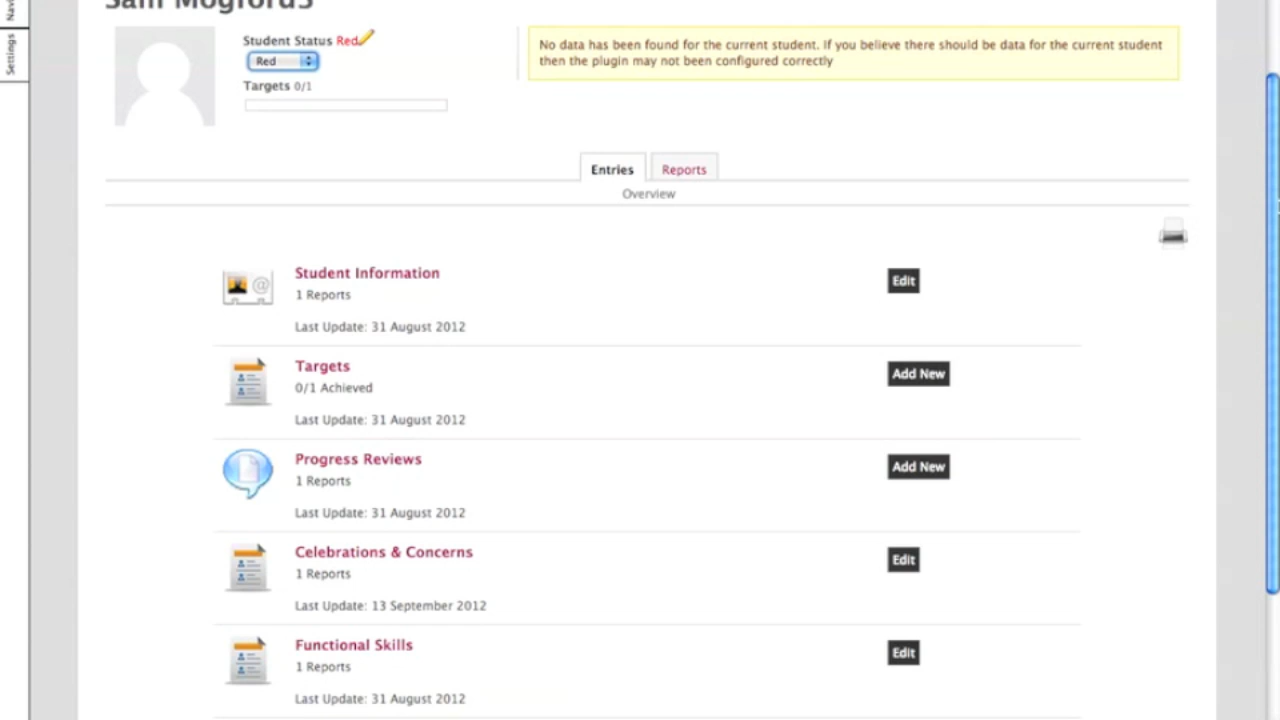 Sam Mogford3
Settings
Student Status Red
Red
Targets 0/1
No data has been found for the current student. If you believe there should be data for the current student
then the plugin may not been configured correctly
Entries
Reports
Overview
Student Information
Edit
1 Reports
Last Update: 31 August 2012
Targets
Add New
0/1 Achieved
Last Update: 31 August 2012
Progress Reviews
Add New
1 Reports
Last Update: 31 August 2012
Celebrations & Concerns
Edit
1 Reports
Last Update: 13 September 2012
Functional Skills
Edit
1 Reports
Last Update: 31 August 2012